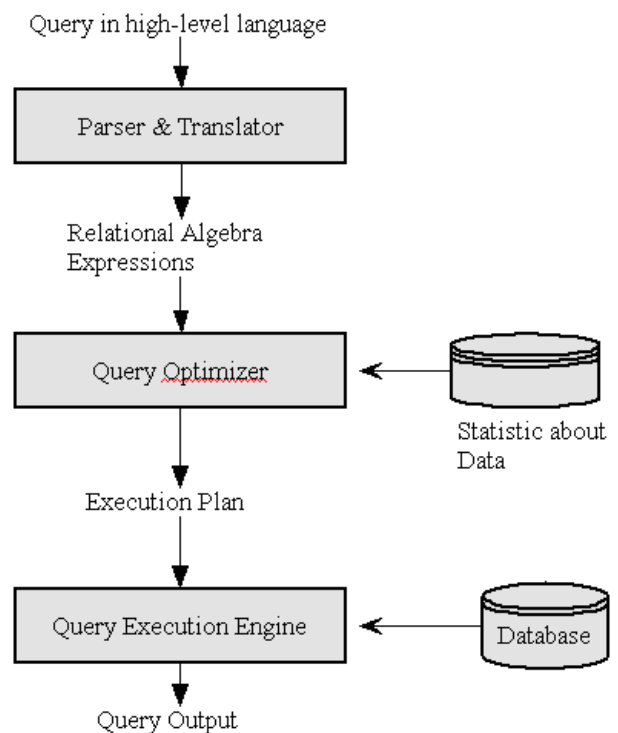 Query in high-level language
Parser & Translator
Relational Algebra
Expressions
Query Optimizer
Statistic about
Data
Execution Plan
Query Execution Engine
Database
Query Output